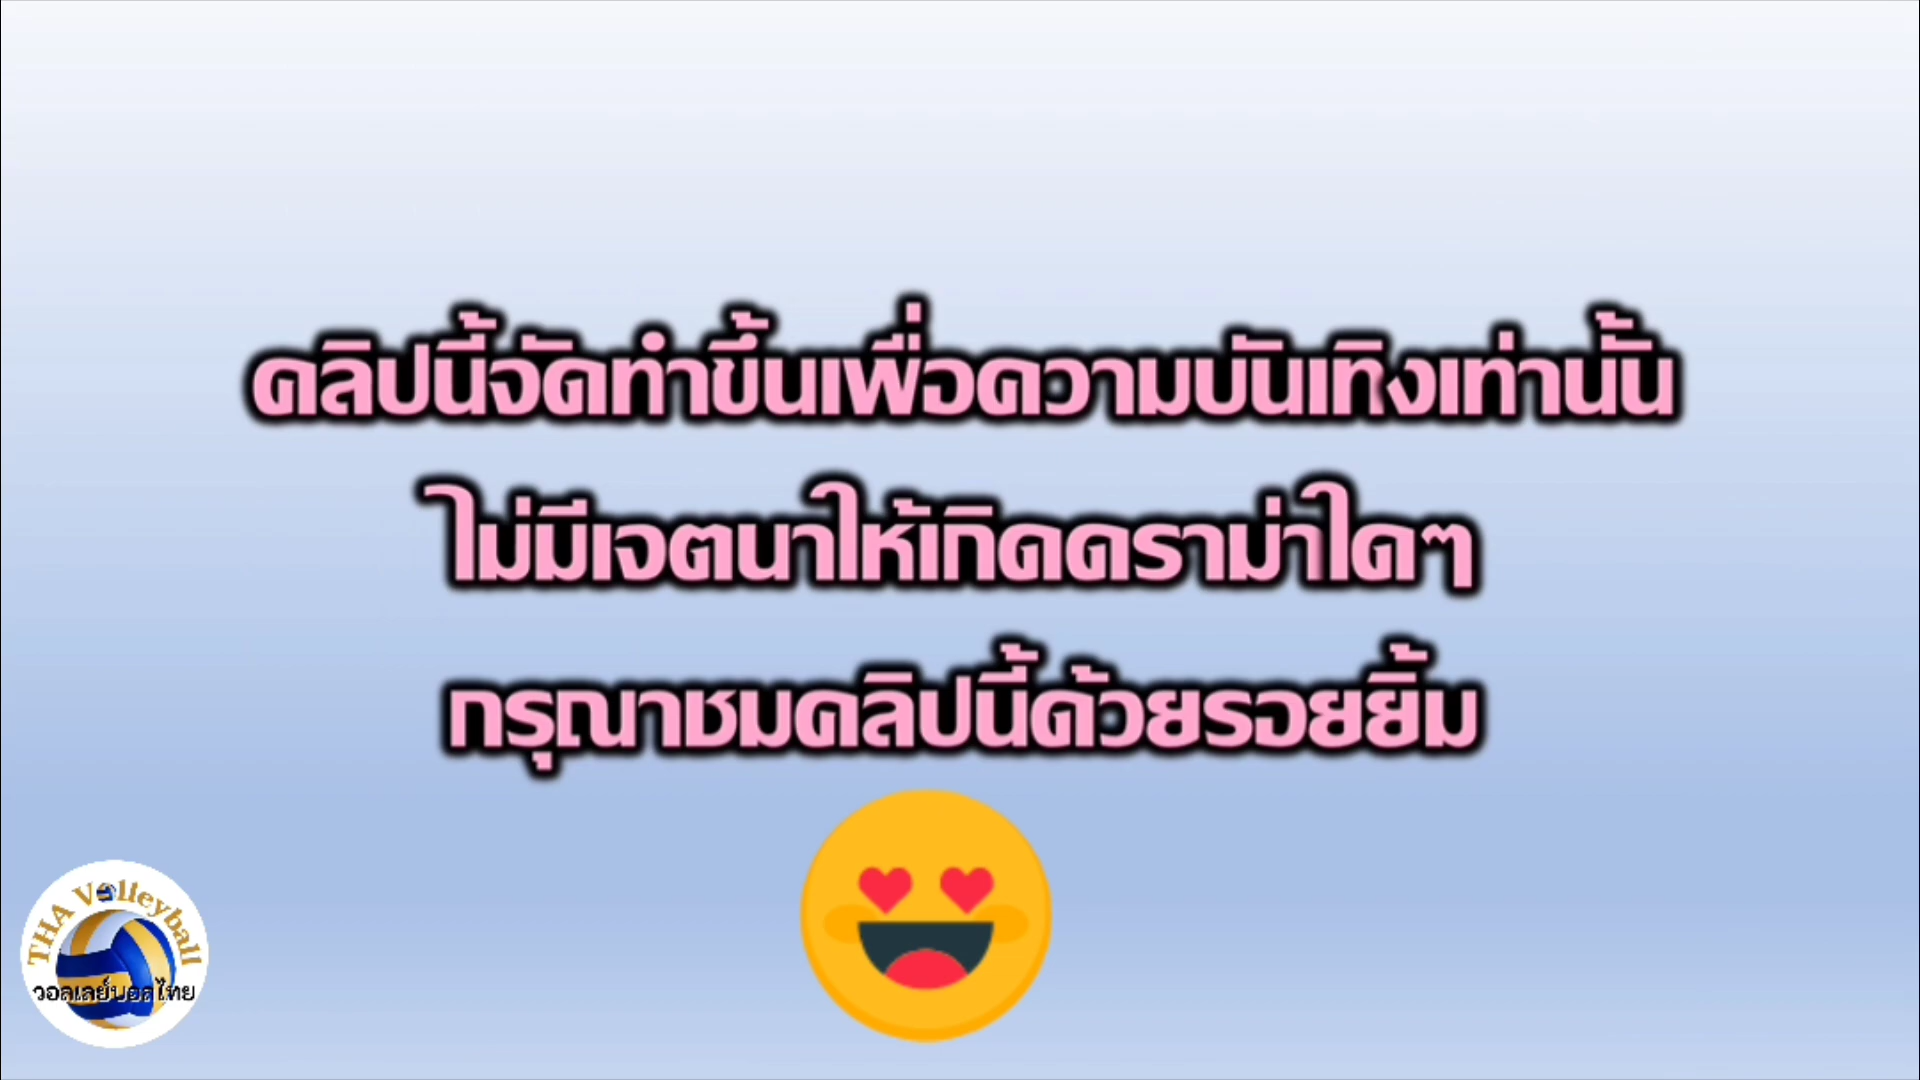 คลิปนี้จัดทำขึ้นเพื่อความบันเทิงเท่านั้น
ไม่มีเจตนาให้เกิดดราม่าใดๆ
กรุณาชมคลิปนี้ด้วยรอยยิ้ม
THA Volleyball
วอลเลย์บอลไทย